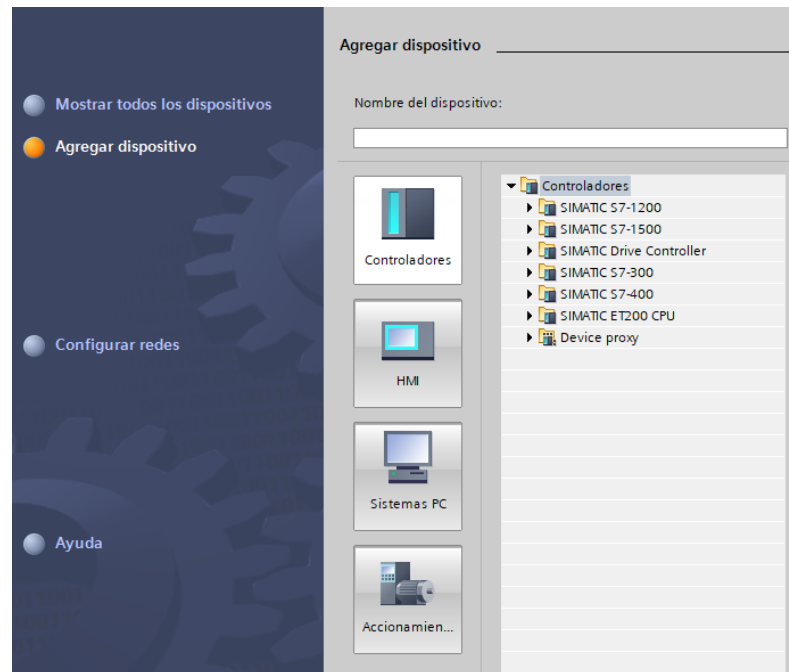 Mostrar todos los dispositivos
Agregar dispositivo
Configurar redes
Ayuda
Agregar dispositivo
Nombre del dispositivo:
Controladores
HMI
Sistemas PC
Accionamien...
Controladores
SIMATIC S7-1200
SIMATIC S7-1500
SIMATIC Drive Controller
SIMATIC S7-300
SIMATIC S7-400
SIMATIC ET200 CPU
Device proxy